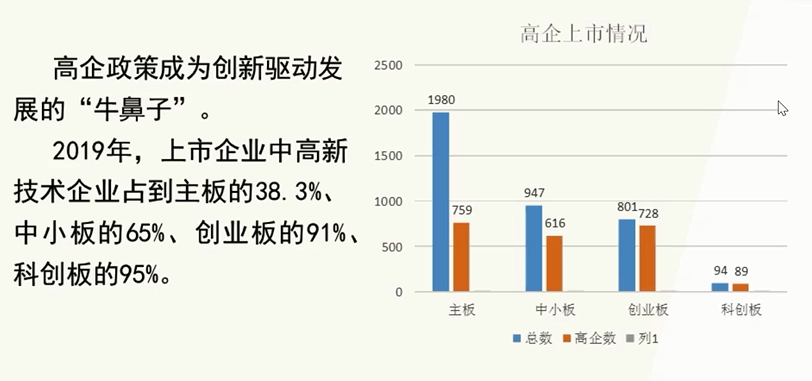 高企政策成为创新驱动发
展的“牛鼻子”。
2019年，上市企业中高新
技术企业占到主板的38.3%、
中小板的65%、创业板的91%、
科创板的95%。
高企上市情况
2500
2000
1500
1000
500
0
1980
759
947
616
801
728
94
89
主板
中小板
创业板
科创板
总数
高企数
列1